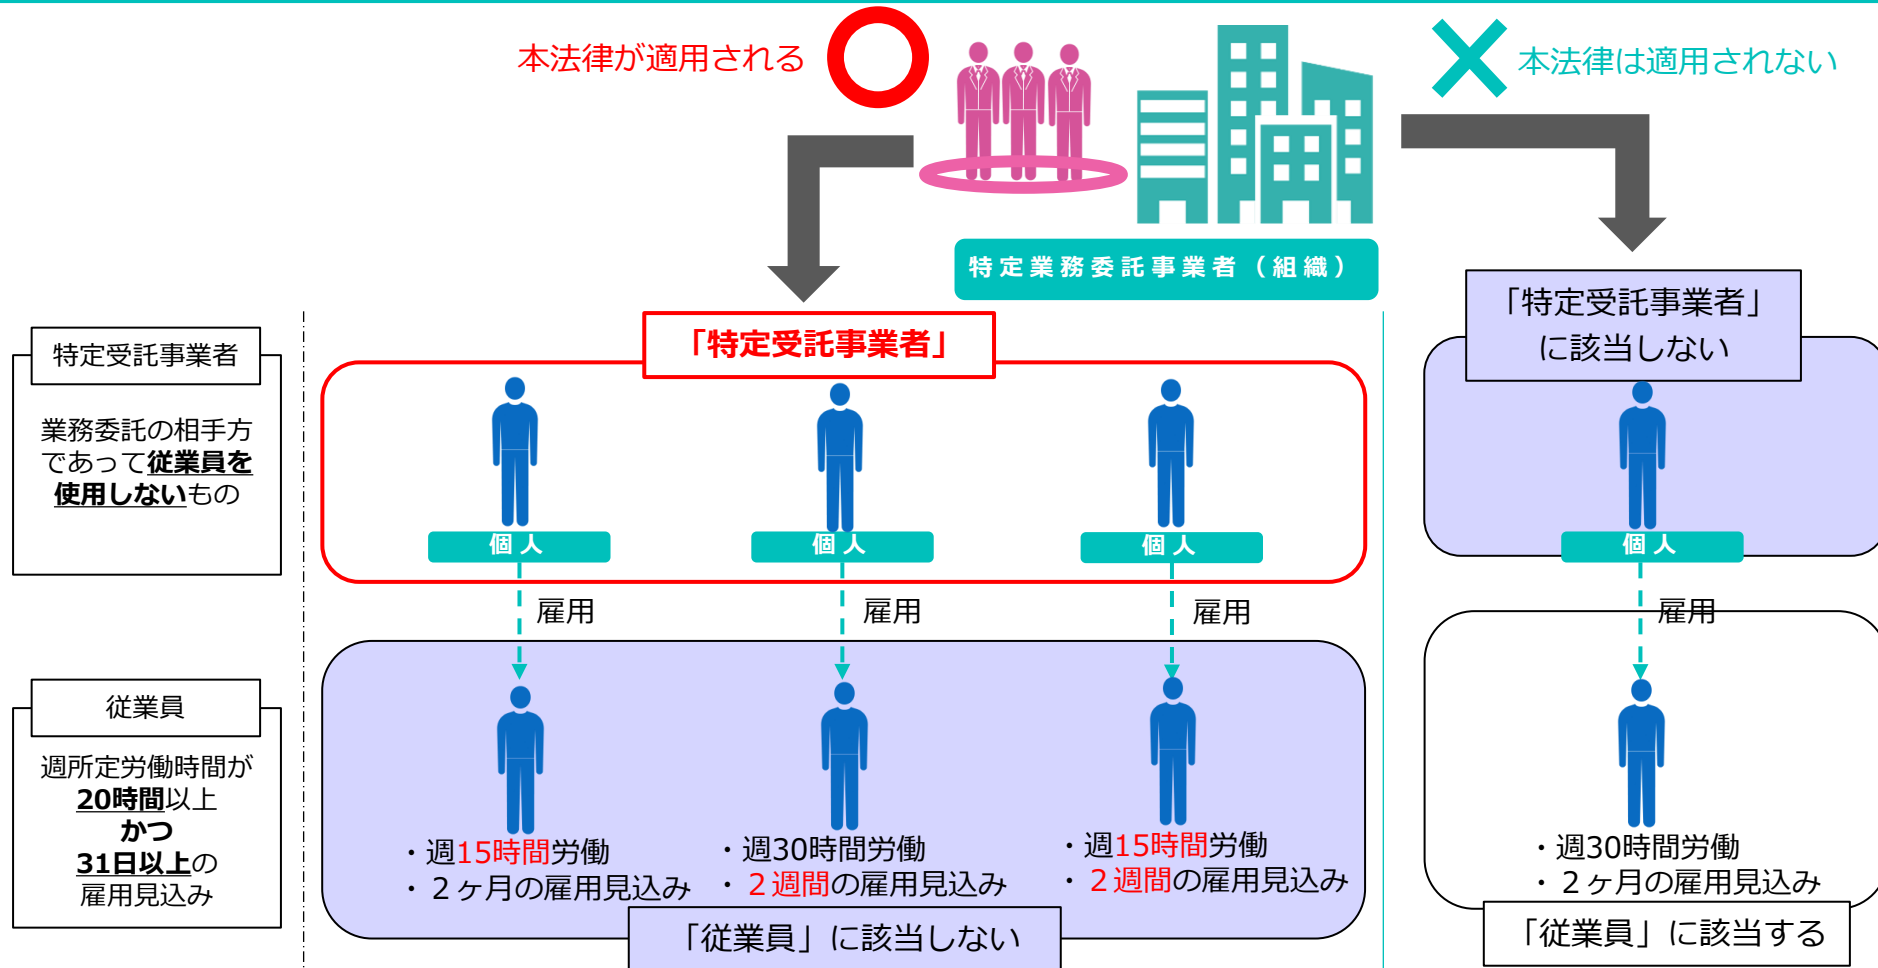 本法律が適用される
本法律は適用されない
特定業務委託事業者（組織）
特定受託事業者
業務委託の相手方
であって従業員を
使用しないもの
「特定受託事業者」
個人
個人
個人
「特定受託事業者」
に該当しない
個人
雇用
雇用
雇用
雇用
従業員
週所定労働時間が
20時間以上
かつ
31日以上の
雇用見込み
・週15時間労働
・２ヶ月の雇用見込み
・週30時間労働
・２週間の雇用見込み
・週15時間労働
・２週間の雇用見込み
「従業員」に該当しない
・週30時間労働
・２ヶ月の雇用見込み
「従業員」に該当する